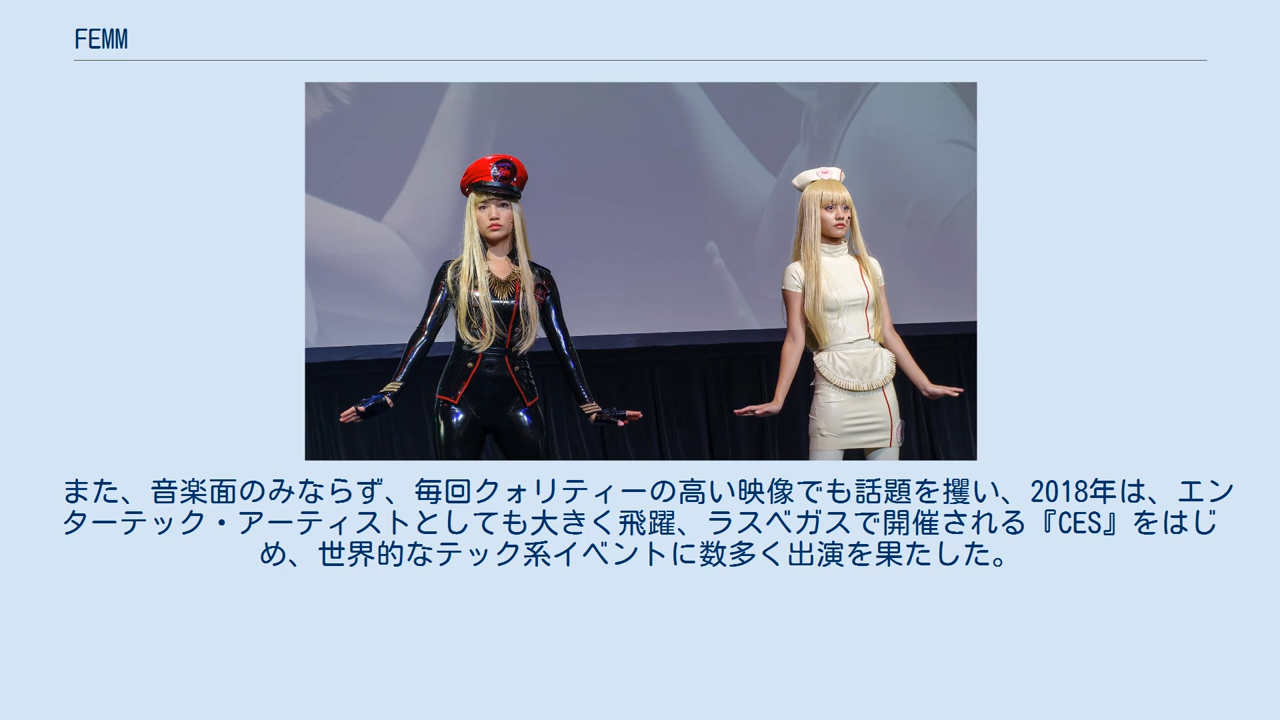 FEMM
また、音楽面のみならず、毎回クォリティーの高い映像でも話題を攫い、2018年は、エン
ターテック・アーティストとしても大きく飛躍、ラスベガスで開催される『CES』をはじ
め、世界的なテック系イベントに数多く出演を果たした。